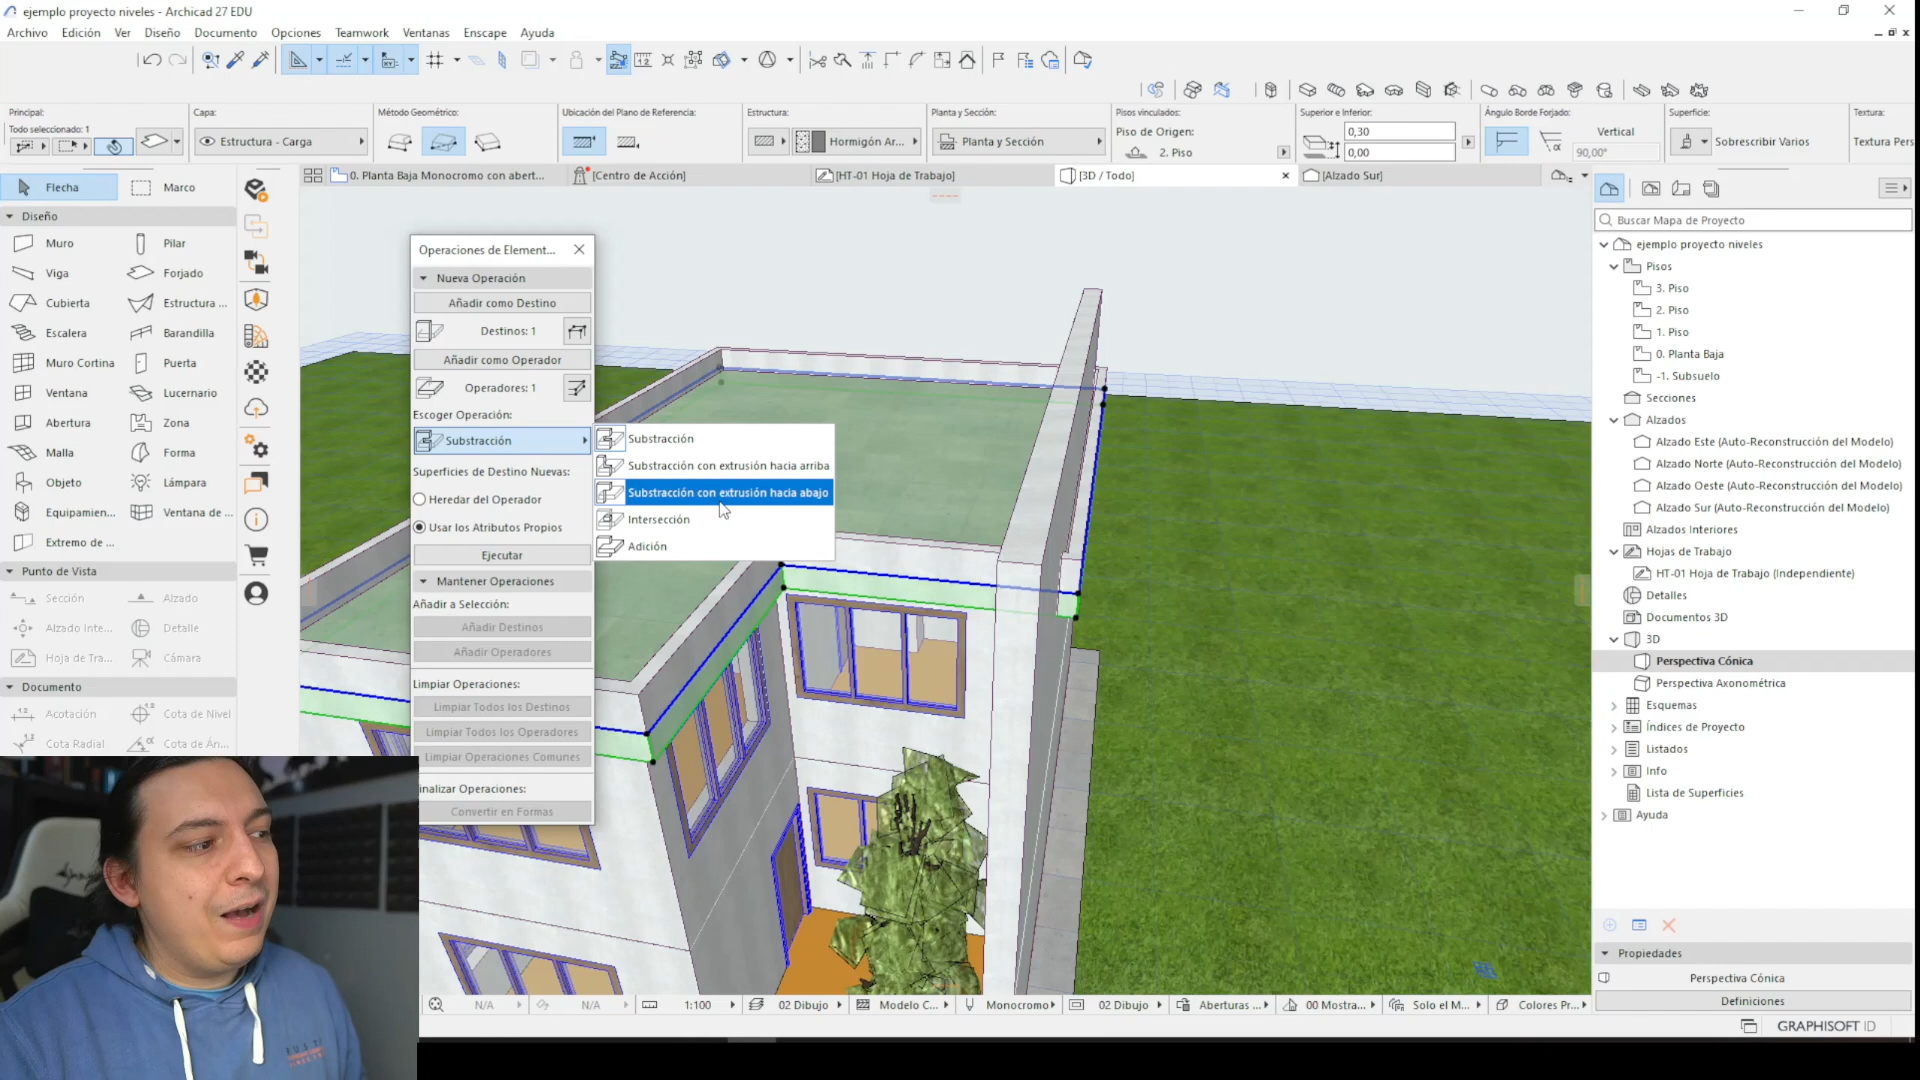 ejemplo proyecto niveles - Archicad 27 EDU
Archivo Edición Ver Diseño Documento Opciones Teamwork Ventanas Enscape Ayuda
Principal: Capa: Método Geométrico: Ubicación del Plano de Referencia: Estructura: Planta y Sección: Pisos vinculados: Superior e Inferior: Ángulo Borde Forjado: Superficie: Textura:
Todo seleccionado: 1
Estructura - Carga
Hormigón Ar...
Planta y Sección
Piso de Origen:
2. Piso
0,30
0,00
Vertical
90,00°
Sobrescribir Varios
Textura Pers
Flecha Marco
0. Planta Baja Monocromo con abert...
[Centro de Acción]
[HT-01 Hoja de Trabajo]
[3D / Todo]
[Alzado Sur]
Diseño
Muro Pilar
Viga Forjado
Cubierta Estructura ...
Escalera Barandilla
Muro Cortina Puerta
Ventana Lucernario
Abertura Zona
Malla Forma
Objeto Lámpara
Equipamien... Ventana de ...
Extremo de ...
Punto de Vista
Sección Alzado
Alzado Inte... Detalle
Hoja de Tra... Cámara
Documento
Acotación Cota de Nivel
Cota Radial Cota de Án...
Operaciones de Element...
Nueva Operación
Añadir como Destino
Destinos: 1
Añadir como Operador
Operadores: 1
Escoger Operación:
Substracción
Superficies de Destino Nuevas:
Heredar del Operador
Usar los Atributos Propios
Ejecutar
Mantener Operaciones
Añadir a Selección:
Añadir Destinos
Añadir Operadores
Limpiar Operaciones:
Limpiar Todos los Destinos
Limpiar Todos los Operadores
Limpiar Operaciones Comunes
inalizar Operaciones:
Convertir en Formas
Substracción
Substracción con extrusión hacia arriba
Substracción con extrusión hacia abajo
Intersección
Adición
Buscar Mapa de Proyecto
ejemplo proyecto niveles
Pisos
3. Piso
2. Piso
1. Piso
0. Planta Baja
-1. Subsuelo
Secciones
Alzados
Alzado Este (Auto-Reconstrucción del Modelo)
Alzado Norte (Auto-Reconstrucción del Modelo)
Alzado Oeste (Auto-Reconstrucción del Modelo)
Alzado Sur (Auto-Reconstrucción del Modelo)
Alzados Interiores
Hojas de Trabajo
HT-01 Hoja de Trabajo (Independiente)
Detalles
Documentos 3D
3D
Perspectiva Cónica
Perspectiva Axonométrica
Esquemas
Índices de Proyecto
Listados
Info
Lista de Superficies
Ayuda
Propiedades
Perspectiva Cónica
Definiciones
N/A N/A 1:100 02 Dibujo Modelo C... Monocromo 02 Dibujo Aberturas ... 00 Mostra... Solo el M... Colores Pr...
GRAPHISOFT ID